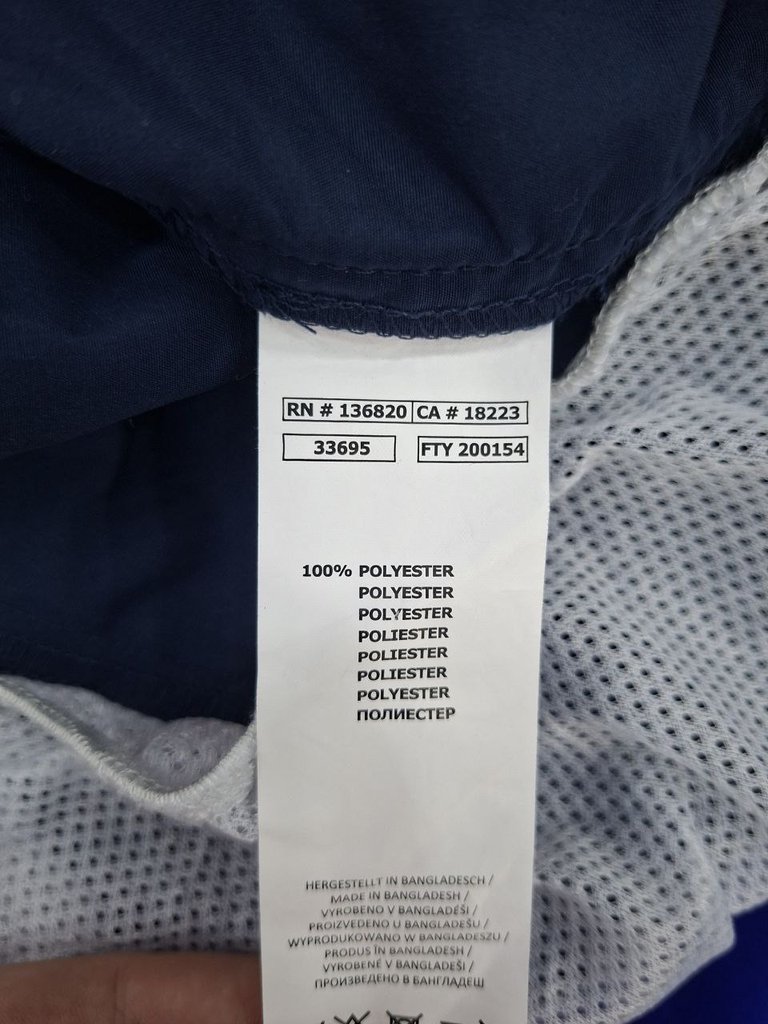 RN # 136820 CA # 18223
33695 FTY 200154
100% POLYESTER
POLYESTER
POLYESTER
POLIESTER
POLIESTER
POLIESTER
POLYESTER
ПОЛИЕСТЕР
HERGESTELLT IN BANGLADESCH /
MADE IN BANGLADESH /
VYROBENO V BANGLADÉŠI /
PROIZVEDENO U BANGLADEŠU /
WYPRODUKOWANO W BANGLADESZU /
PRODUS ÎN BANGLADESH /
VYROBENÉ V BANGLADÉŠI /
ПРОИЗВЕДЕНО В БАНГЛАДЕШ